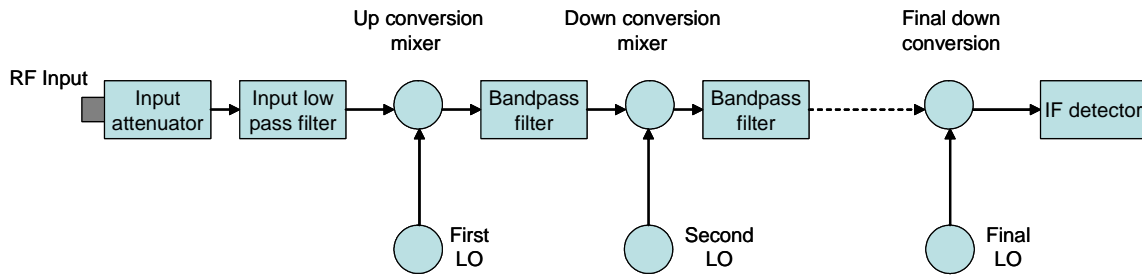 Up conversion
mixer
Down conversion
mixer
Final down
conversion
RF Input
Input
attenuator
Input low
pass filter
Bandpass
filter
Bandpass
filter
IF detector
First
LO
Second
LO
Final
LO